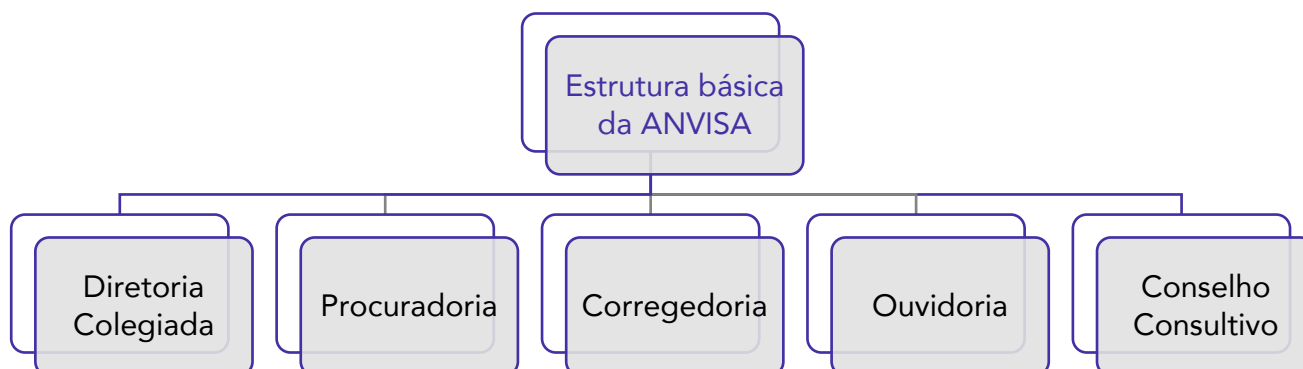 Estrutura básica
da ANVISA
Diretoria
Colegiada
Procuradoria
Corregedoria
Ouvidoria
Conselho
Consultivo